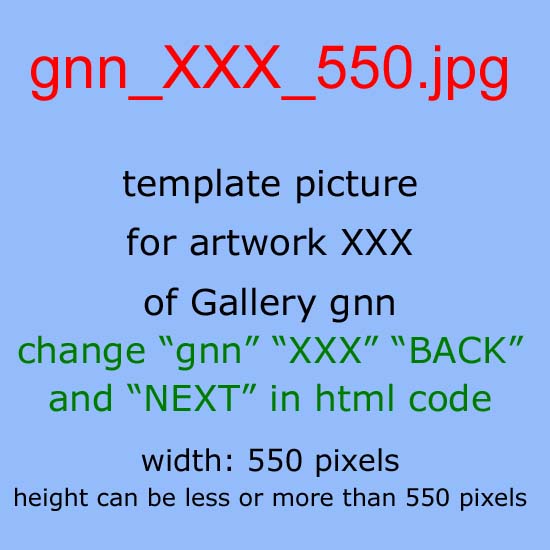 gnn_XXX_550.jpg
template picture
for artwork XXX
of Gallery gnn
change “gnn” “XXX” “BACK”
and “NEXT” in html code
width: 550 pixels
height can be less or more than 550 pixels